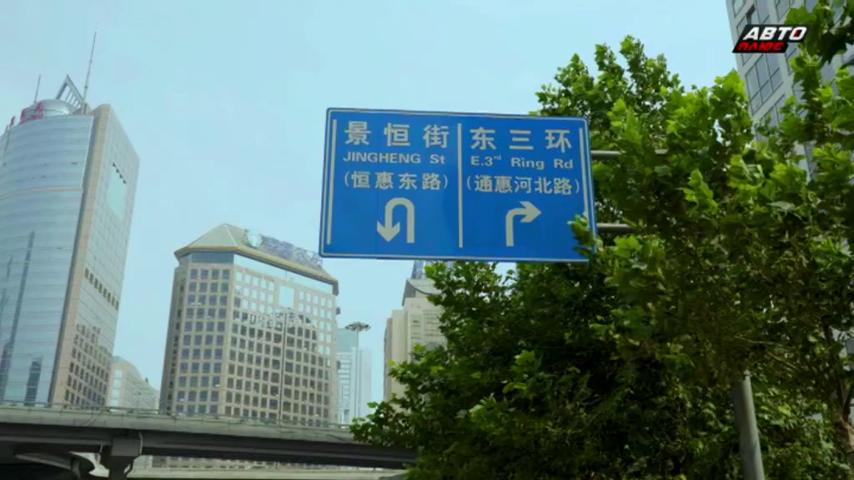 АВТО
ПЛЮС
景恒街
JINGHENG St
(恒惠东路)
东三环
E.3rd Ring Rd
(通惠河北路)